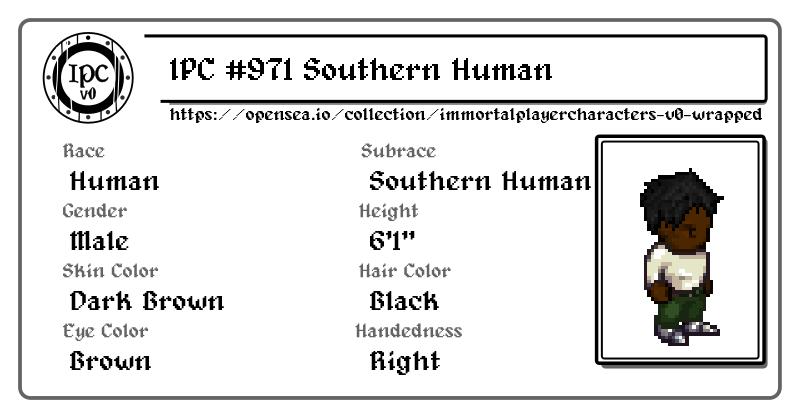 IPC
v0
IPC #971 Southern Human
https://opensea.io/collection/immortalplayercharacters-v0-wrapped
Race
Subrace
Human
Southern Human
Gender
Height
Male
6'1"
Skin Color
Hair Color
Dark Brown
Black
Eye Color
Handedness
Brown
Right